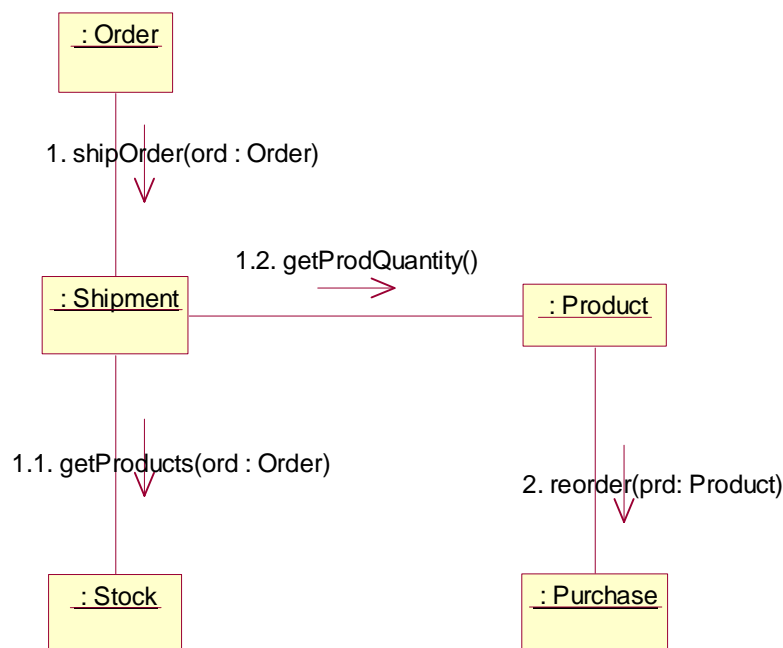 : Order
1. shipOrder(ord : Order)
1.2. getProdQuantity()
: Shipment
: Product
1.1. getProducts(ord : Order)
2. reorder(prd: Product)
: Stock
: Purchase